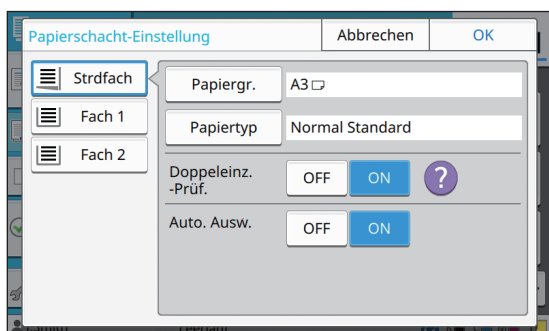 Papierschacht-Einstellung
Abbrechen
OK
Strdfach
Fach 1
Fach 2
Papiergr.
A3
Papiertyp
Normal Standard
Doppeleinz.
-Prüf.
OFF
ON
?
Auto. Ausw.
OFF
ON